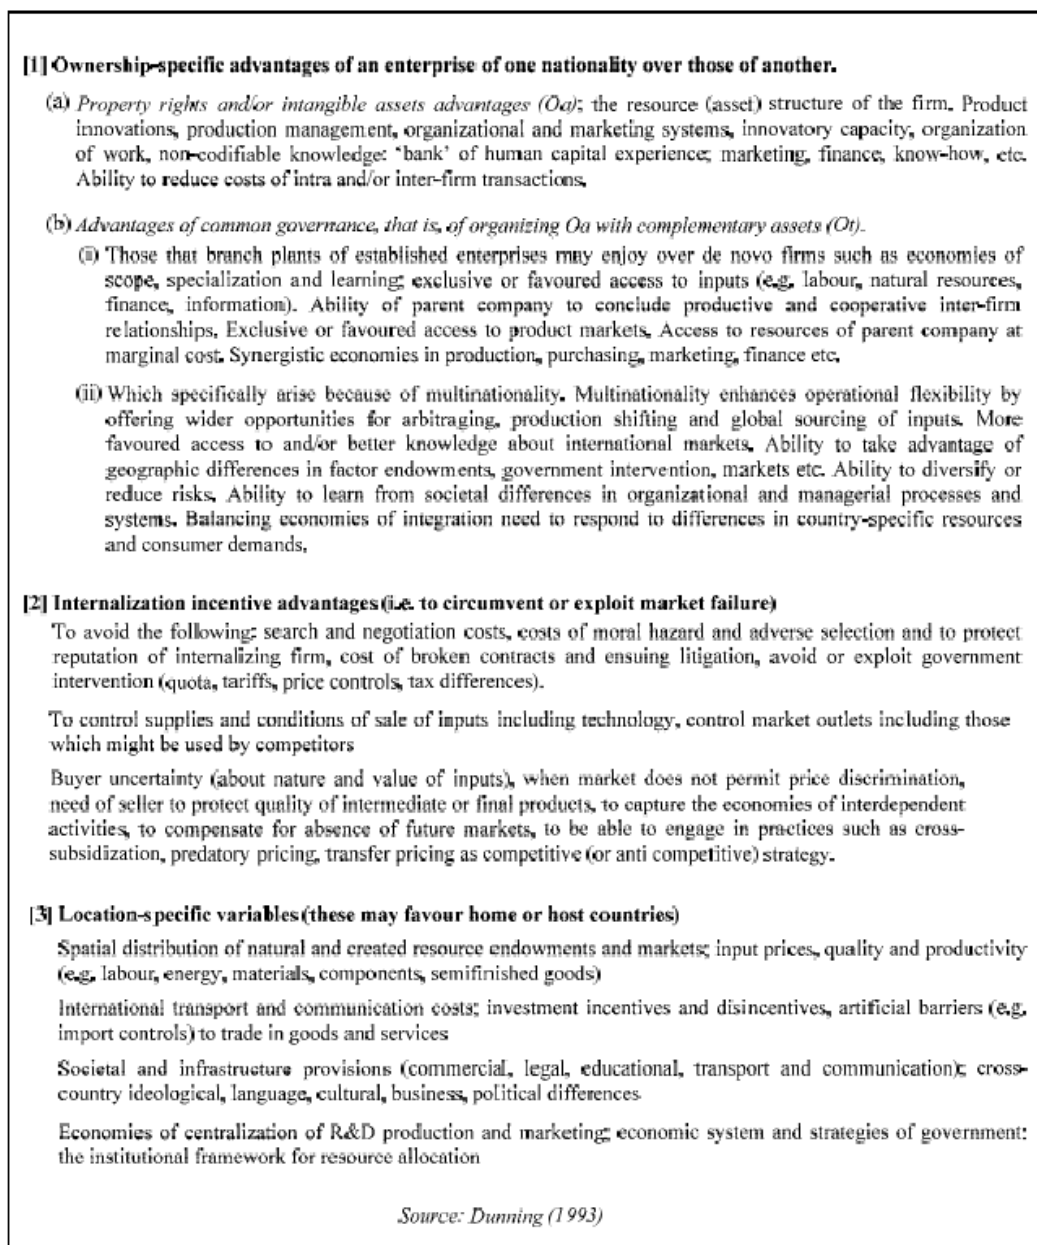 [1] Ownership-specific advantages of an enterprise of one nationality over those of another.
(a) Property rights and/or intangible assets advantages (Oa); the resource (asset) structure of the firm. Product
innovations, production management, organizational and marketing systems, innovatory capacity, organization
of work, non-codifiable knowledge: ‘bank’ of human capital experience; marketing, finance, know-how, etc.
Ability to reduce costs of intra and/or inter-firm transactions.
(b) Advantages of common governance, that is, of organizing Oa with complementary assets (Ot).
(i) Those that branch plants of established enterprises may enjoy over de novo firms such as economies of
scope, specialization and learning; exclusive or favoured access to inputs (e.g. labour, natural resources,
finance, information). Ability of parent company to conclude productive and cooperative inter-firm
relationships. Exclusive or favoured access to product markets. Access to resources of parent company at
marginal cost. Synergistic economies in production, purchasing, marketing, finance etc.
(ii) Which specifically arise because of multinationality. Multinationality enhances operational flexibility by
offering wider opportunities for arbitraging, production shifting and global sourcing of inputs. More
favoured access to and/or better knowledge about international markets. Ability to take advantage of
geographic differences in factor endowments, government intervention, markets etc. Ability to diversify or
reduce risks. Ability to learn from societal differences in organizational and managerial processes and
systems. Balancing economies of integration need to respond to differences in country-specific resources
and consumer demands.
[2] Internalization incentive advantages (i.e. to circumvent or exploit market failure)
To avoid the following: search and negotiation costs, costs of moral hazard and adverse selection and to protect
reputation of internalizing firm, cost of broken contracts and ensuing litigation, avoid or exploit government
intervention (quota, tariffs, price controls, tax differences).
To control supplies and conditions of sale of inputs including technology, control market outlets including those
which might be used by competitors
Buyer uncertainty (about nature and value of inputs), when market does not permit price discrimination,
need of seller to protect quality of intermediate or final products, to capture the economies of interdependent
activities, to compensate for absence of future markets, to be able to engage in practices such as cross-
subsidization, predatory pricing, transfer pricing as competitive (or anti competitive) strategy.
[3] Location-specific variables (these may favour home or host countries)
Spatial distribution of natural and created resource endowments and markets; input prices, quality and productivity
(e.g. labour, energy, materials, components, semifinished goods)
International transport and communication costs; investment incentives and disincentives, artificial barriers (e.g.
import controls) to trade in goods and services
Societal and infrastructure provisions (commercial, legal, educational, transport and communication); cross-
country ideological, language, cultural, business, political differences
Economies of centralization of R&D production and marketing; economic system and strategies of government:
the institutional framework for resource allocation
Source: Dunning (1993)